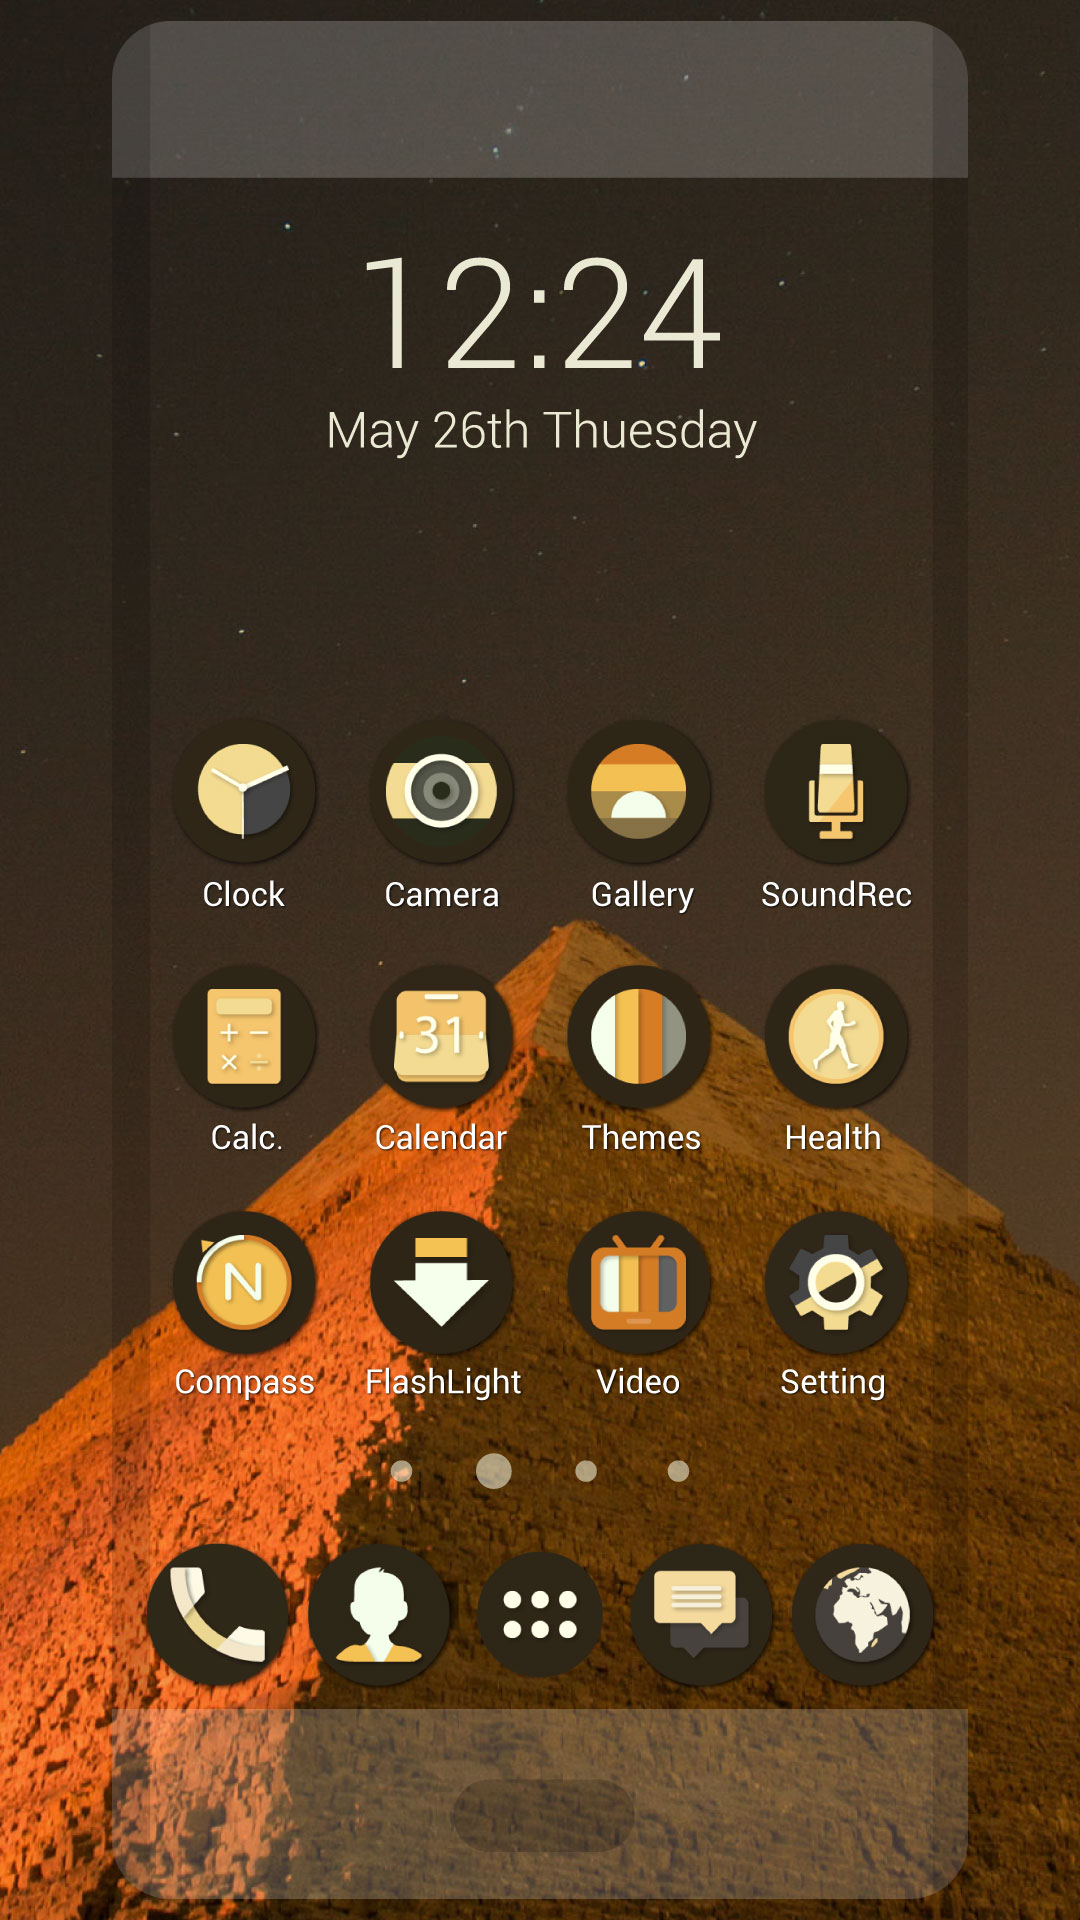 12:24
May 26th Thuesday
Clock Camera Gallery SoundRec
31
Calc. Calendar Themes Health
N
Compass FlashLight Video Setting